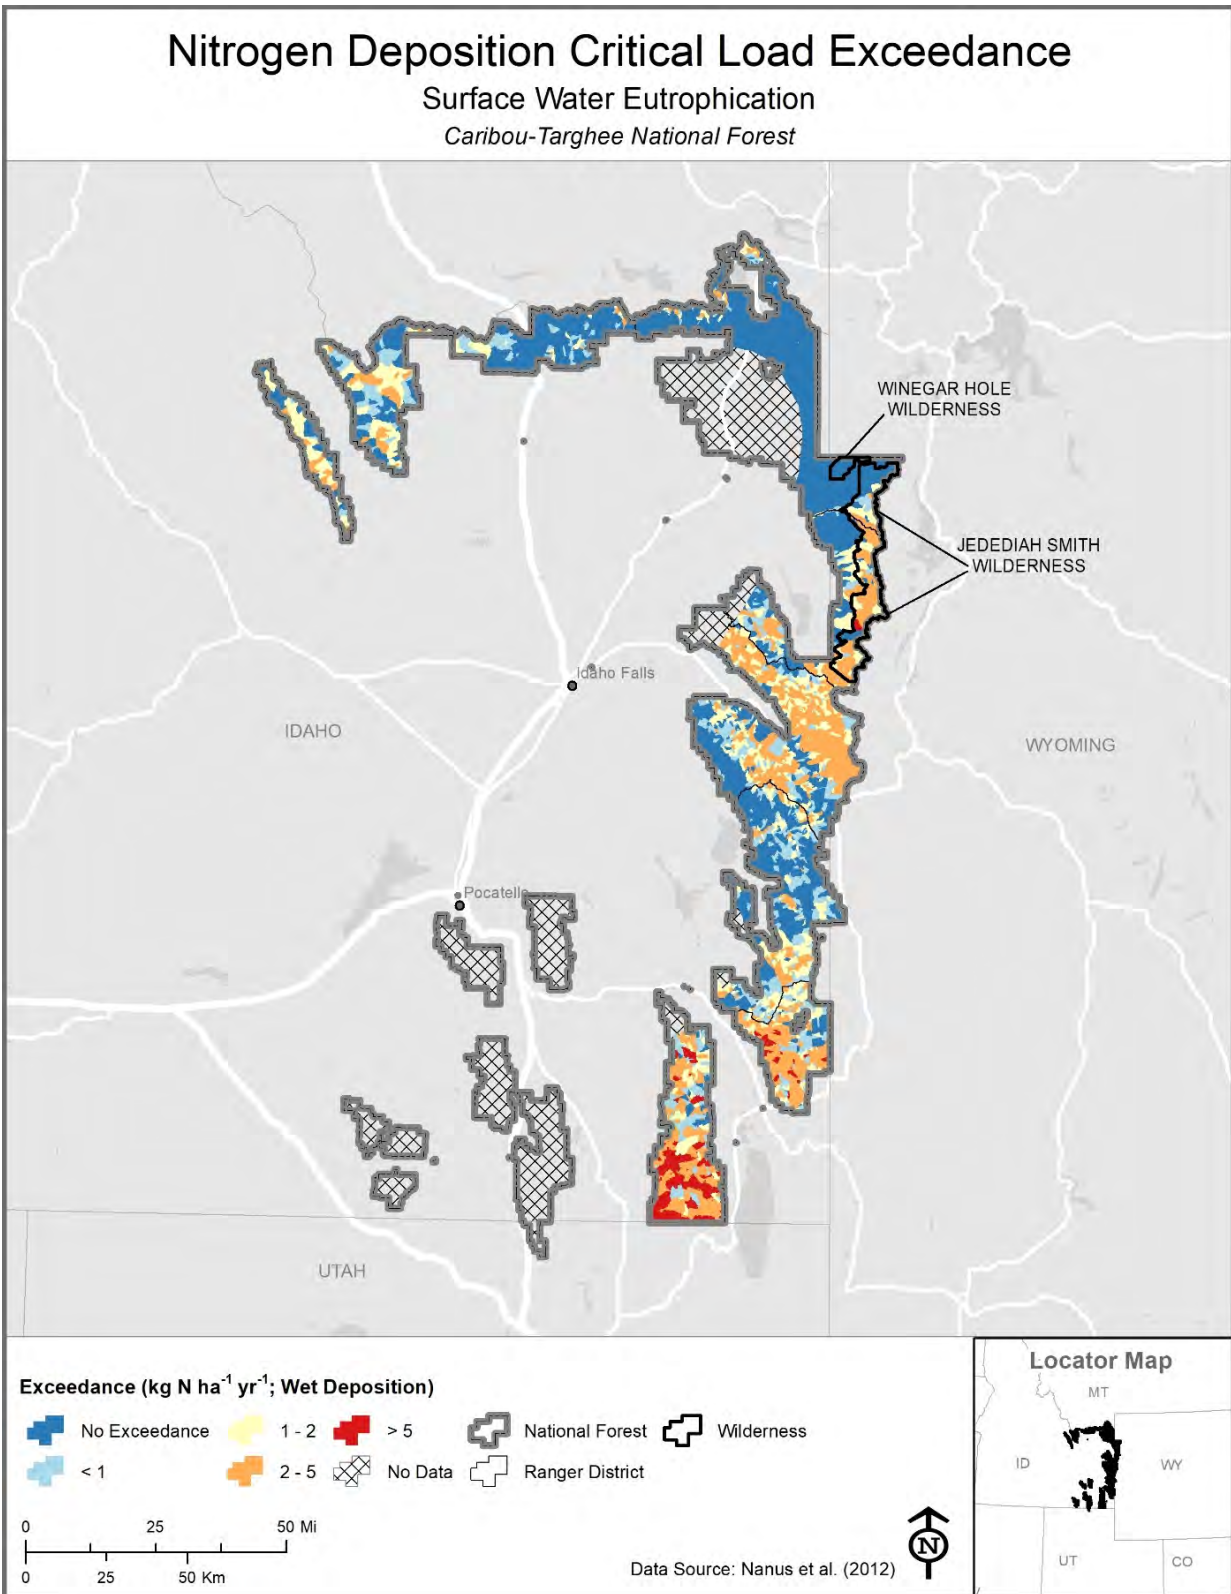 Nitrogen Deposition Critical Load Exceedance
Surface Water Eutrophication
Caribou-Targhee National Forest
WINEGAR HOLE
WILDERNESS
JEDEDIAH SMITH
WILDERNESS
Idaho Falls
IDAHO
WYOMING
Pocatello
UTAH
Exceedance (kg N ha⁻¹ yr⁻¹; Wet Deposition)
No Exceedance
1 - 2
> 5
National Forest
Wilderness
< 1
2 - 5
No Data
Ranger District
0 25 50 Mi
0 25 50 Km
Data Source: Nanus et al. (2012)
N
Locator Map
MT
ID
WY
UT
CO